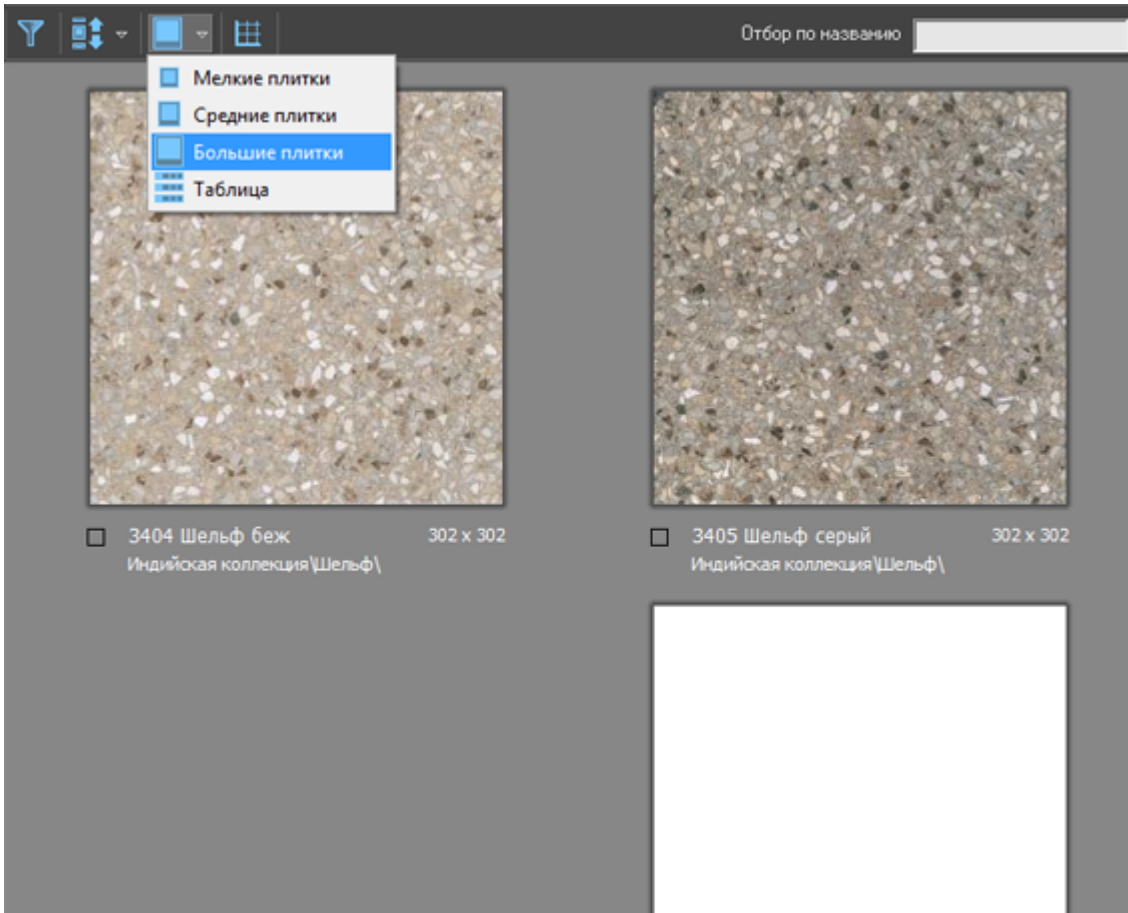 Отбор по названию
Мелкие плитки
Средние плитки
Большие плитки
Таблица
3404 Шельф беж 302 x 302
Индийская коллекция\Шельф\
3405 Шельф серый 302 x 302
Индийская коллекция\Шельф\